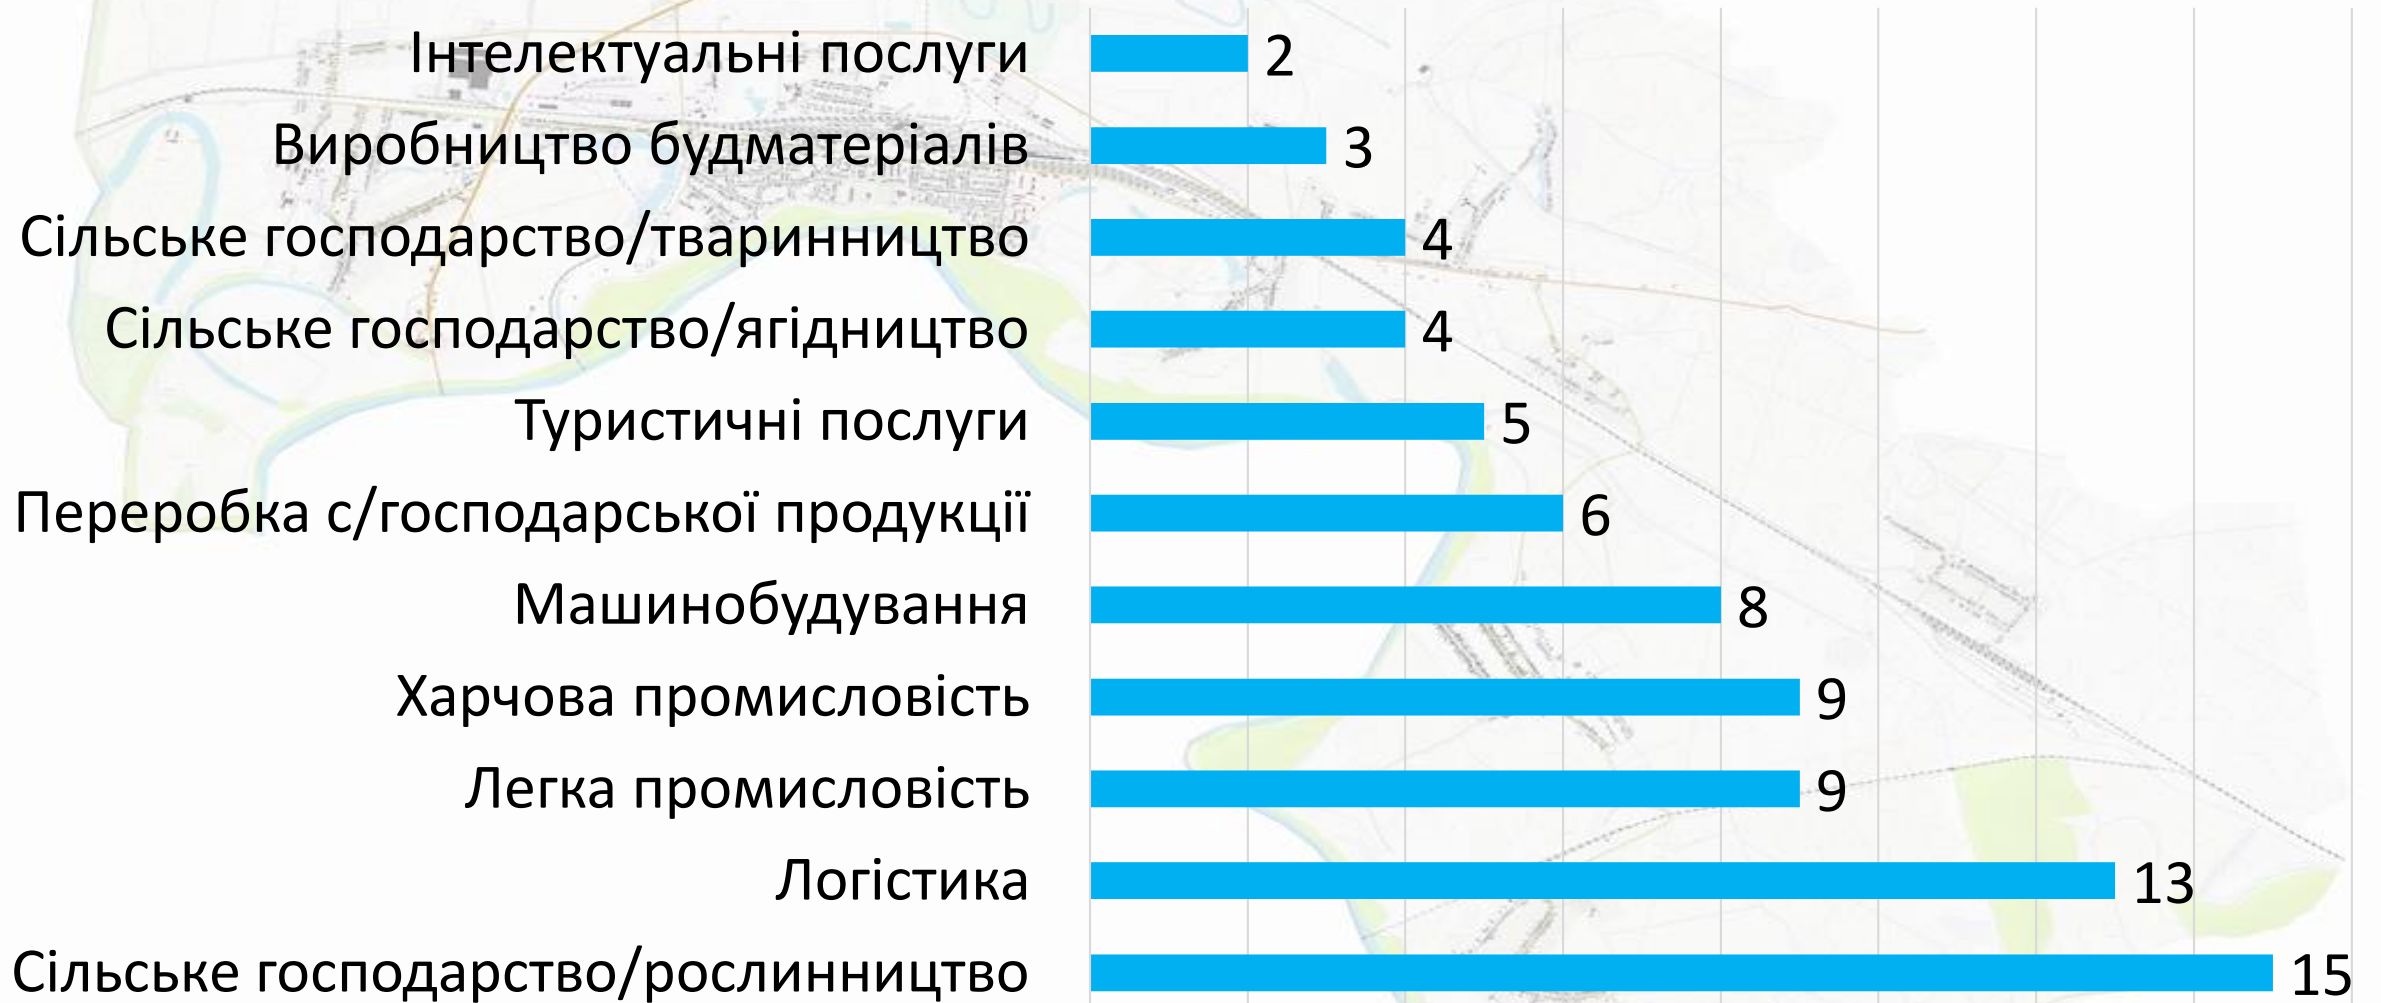 Інтелектуальні послуги 2
Виробництво будматеріалів 3
Сільське господарство/тваринництво 4
Сільське господарство/ягідництво 4
Туристичні послуги 5
Переробка с/господарської продукції 6
Машинобудування 8
Харчова промисловість 9
Легка промисловість 9
Логістика 13
Сільське господарство/рослинництво 15